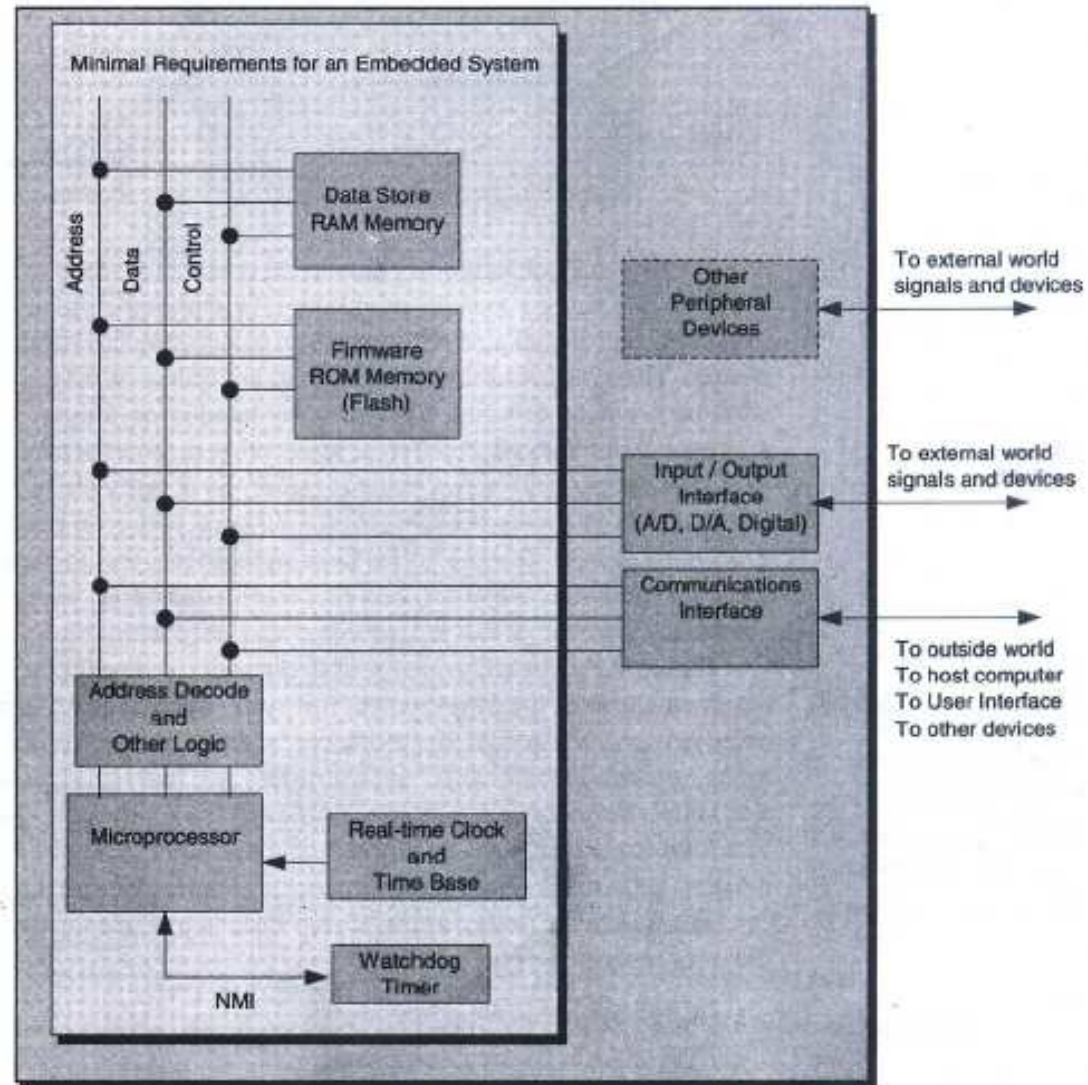 Minimal Requirements for an Embedded System
Address
Data
Control
Data Store
RAM Memory
Firmware
ROM Memory
(Flash)
Other
Peripheral
Devices
To external world
signals and devices
Input / Output
Interface
(A/D, D/A, Digital)
To external world
signals and devices
Communications
Interface
To outside world
To host computer
To User Interface
To other devices
Address Decode
and
Other Logic
Microprocessor
Real-time Clock
and
Time Base
Watchdog
Timer
NMI